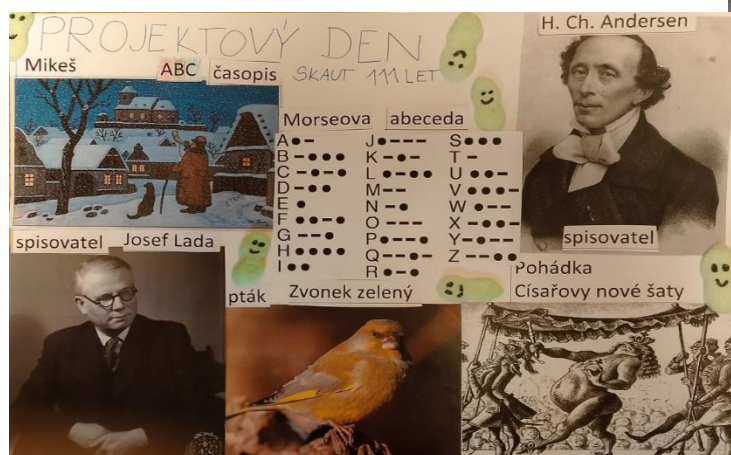 PROJEKTOVÝ DEN
SKAUT 111 LET
Mikeš
ABC časopis
H. Ch. Andersen
Morseova abeceda
A ●-
B -●●●
C -●-●
D -●●
E ●
F ●●-●
G --●
H ●●●●
I ●●
J ●---
K -●-
L ●-●●
M --
N -●
O ---
P ●--●
Q --●-
R ●-●
S ●●●
T -
U ●●-
V ●●●-
W ●--
X -●●-
Y -●--
Z --●●
spisovatel
spisovatel Josef Lada
pták Zvonek zelený
Pohádka
Císařovy nové šaty